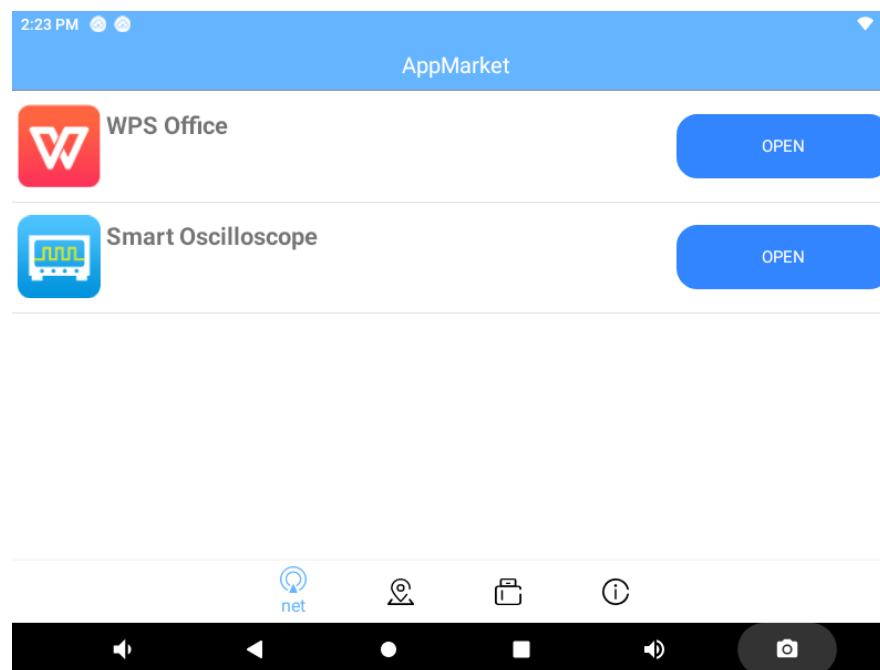 2:23 PM
AppMarket
WPS Office
OPEN
Smart Oscilloscope
OPEN
net